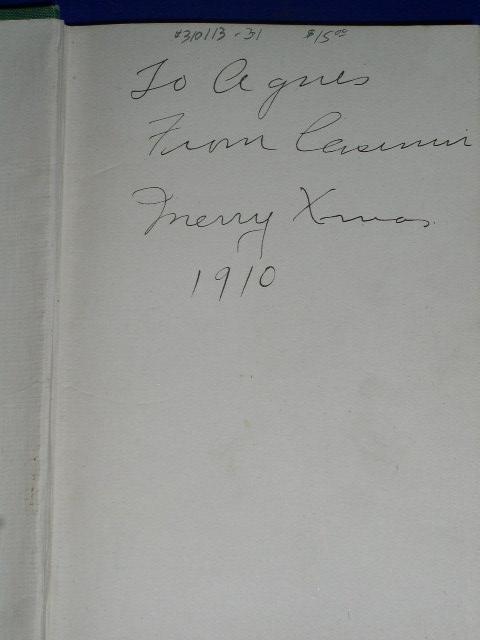 #310113-31 $15.00
To Agnes
From Casimir
Merry Xmas.
1910